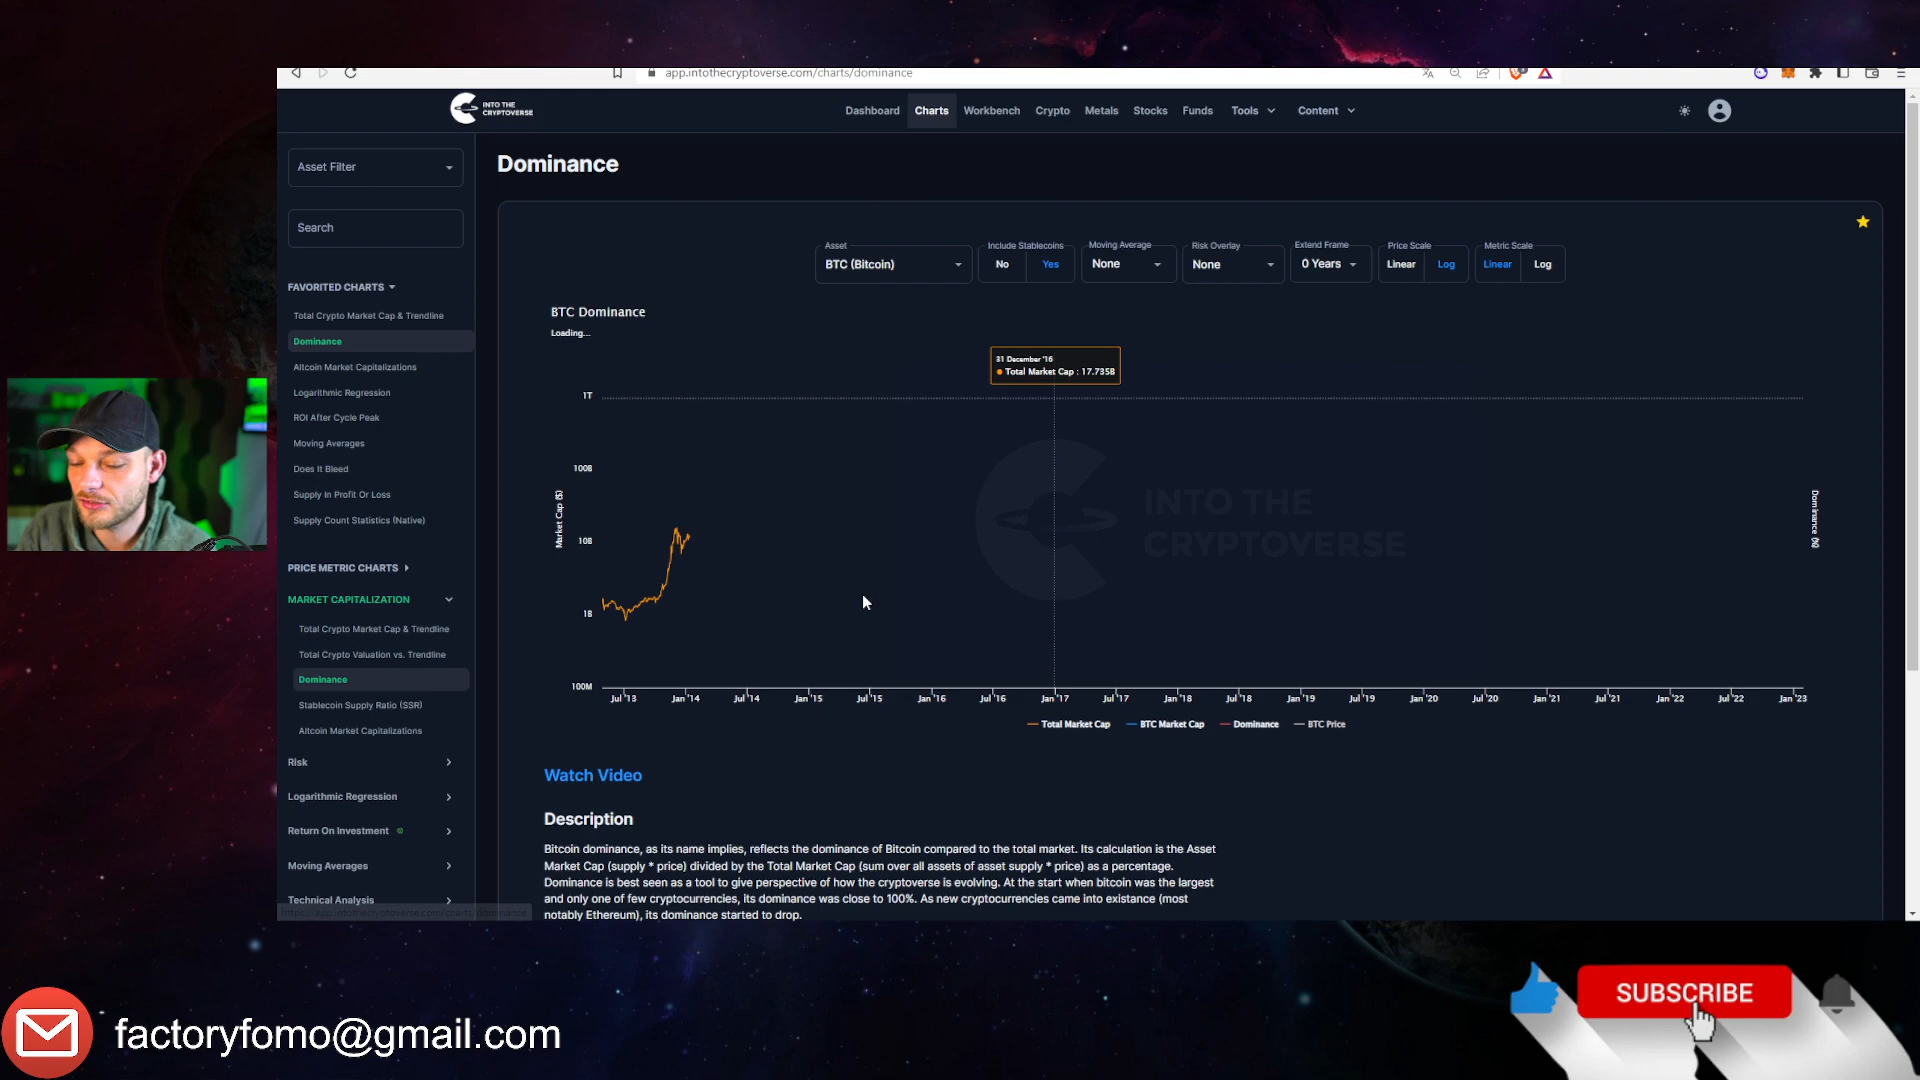 app.intothecryptoverse.com/charts/dominance
INTO THE
CRYPTOVERSE
Dashboard
Charts
Workbench
Crypto
Metals
Stocks
Funds
Tools
Content
Asset Filter
Search
FAVORITED CHARTS
Total Crypto Market Cap & Trendline
Dominance
Altcoin Market Capitalizations
Logarithmic Regression
ROI After Cycle Peak
Moving Averages
Does It Bleed
Supply In Profit Or Loss
Supply Count Statistics (Native)
PRICE METRIC CHARTS
MARKET CAPITALIZATION
Total Crypto Market Cap & Trendline
Total Crypto Valuation vs. Trendline
Dominance
Stablecoin Supply Ratio (SSR)
Altcoin Market Capitalizations
Risk
Logarithmic Regression
Return On Investment
Moving Averages
Technical Analysis
https://app.intothecryptoverse.com/charts/dominance
Dominance
Asset
BTC (Bitcoin)
Include Stablecoins
No Yes
Moving Average
None
Risk Overlay
None
Extend Frame
0 Years
Price Scale
Linear Log
Metric Scale
Linear Log
BTC Dominance
Loading...
31 December '16
Total Market Cap : 17.735B
1T
100B
10B
1B
100M
Market Cap ($)
Dominance (%)
INTO THE
CRYPTOVERSE
Jul '13 Jan '14 Jul '14 Jan '15 Jul '15 Jan '16 Jul '16 Jan '17 Jul '17 Jan '18 Jul '18 Jan '19 Jul '19 Jan '20 Jul '20 Jan '21 Jul '21 Jan '22 Jul '22 Jan '23
Total Market Cap BTC Market Cap Dominance BTC Price
Watch Video
Description
Bitcoin dominance, as its name implies, reflects the dominance of Bitcoin compared to the total market. Its calculation is the Asset
Market Cap (supply * price) divided by the Total Market Cap (sum over all assets of asset supply * price) as a percentage.
Dominance is best seen as a tool to give perspective of how the cryptoverse is evolving. At the start when bitcoin was the largest
and only one of few cryptocurrencies, its dominance was close to 100%. As new cryptocurrencies came into existance (most
notably Ethereum), its dominance started to drop.
factoryfomo@gmail.com
SUBSCRIBE